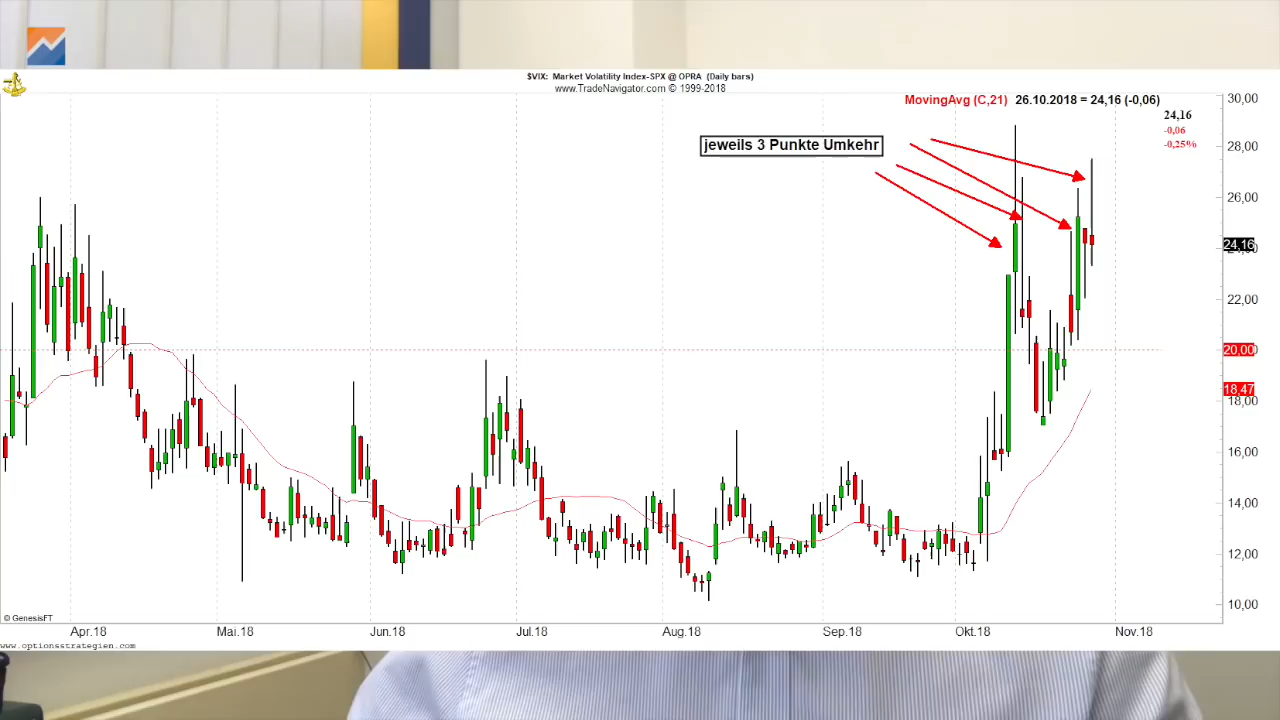 $VIX: Market Volatility Index-SPX @ OPRA (Daily bars)
www.TradeNavigator.com © 1999-2018
MovingAvg (C,21) 26.10.2018 = 24,16 (-0,06)
30,00
24,16
-0,06
-0,25%
jeweils 3 Punkte Umkehr
28,00
26,00
24,16
22,00
20,00
18,47
18,00
16,00
14,00
12,00
10,00
© GenesisFT
Apr.18 Mai.18 Jun.18 Jul.18 Aug.18 Sep.18 Okt.18 Nov.18
www.optionsstrategien.com